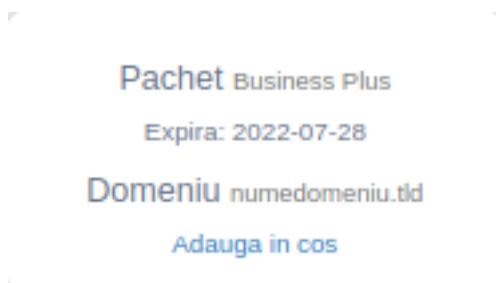 Pachet Business Plus
Expira: 2022-07-28
Domeniu numedomeniu.tld
Adauga in cos